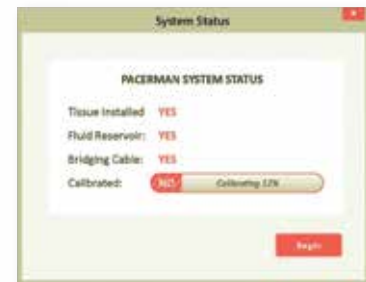 System Status
PACERMAN SYSTEM STATUS
Tissue Installed YES
Fluid Reservoir: YES
Bridging Cable: YES
Calibrated: NO Calibrating 12%
Begin